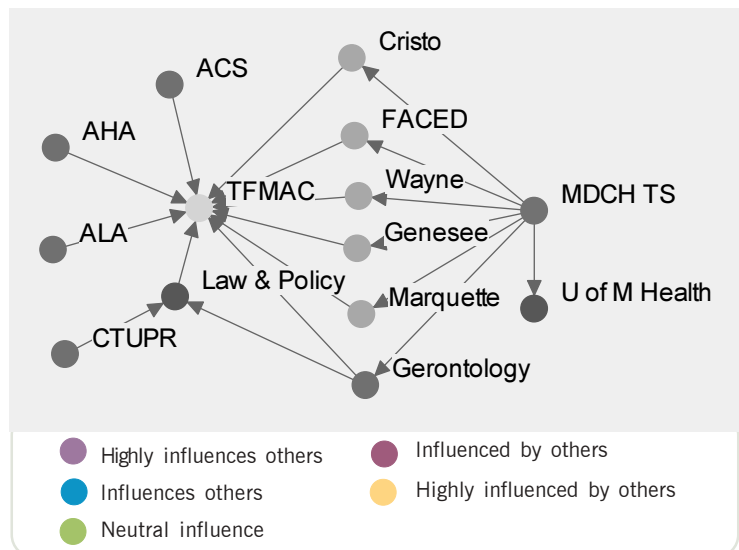 Cristo
ACS
FACED
AHA
Wayne
TFMAC
MDCH TS
ALA
Genesee
Law & Policy
Marquette
U of M Health
CTUPR
Gerontology
Highly influences others
Influenced by others
Influences others
Highly influenced by others
Neutral influence